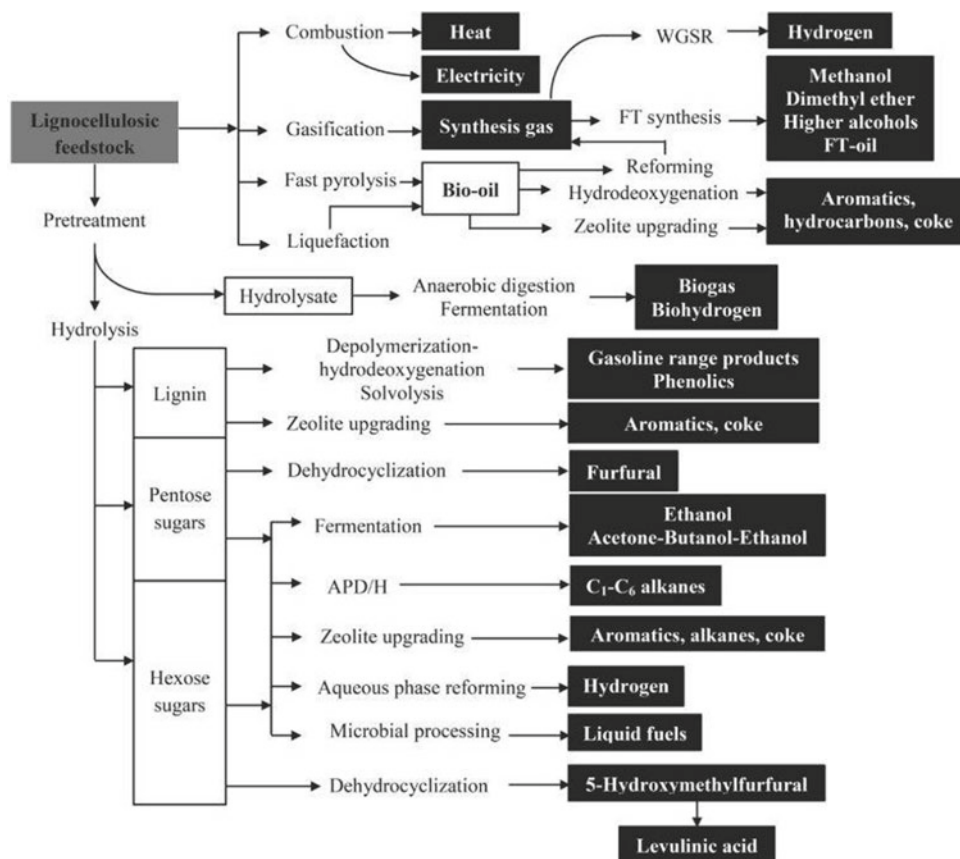 Combustion
Heat
WGSR
Hydrogen
Electricity
Methanol
Dimethyl ether
Higher alcohols
FT-oil
Lignocellulosic
feedstock
Gasification
Synthesis gas
FT synthesis
Reforming
Fast pyrolysis
Bio-oil
Hydrodeoxygenation
Aromatics,
hydrocarbons, coke
Pretreatment
Liquefaction
Zeolite upgrading
Hydrolysate
Anaerobic digestion
Fermentation
Biogas
Biohydrogen
Hydrolysis
Lignin
Depolymerization-
hydrodeoxygenation
Solvolysis
Gasoline range products
Phenolics
Zeolite upgrading
Aromatics, coke
Pentose
sugars
Dehydrocyclization
Furfural
Fermentation
Ethanol
Acetone-Butanol-Ethanol
APD/H
C₁-C₆ alkanes
Zeolite upgrading
Aromatics, alkanes, coke
Hexose
sugars
Aqueous phase reforming
Hydrogen
Microbial processing
Liquid fuels
Dehydrocyclization
5-Hydroxymethylfurfural
Levulinic acid